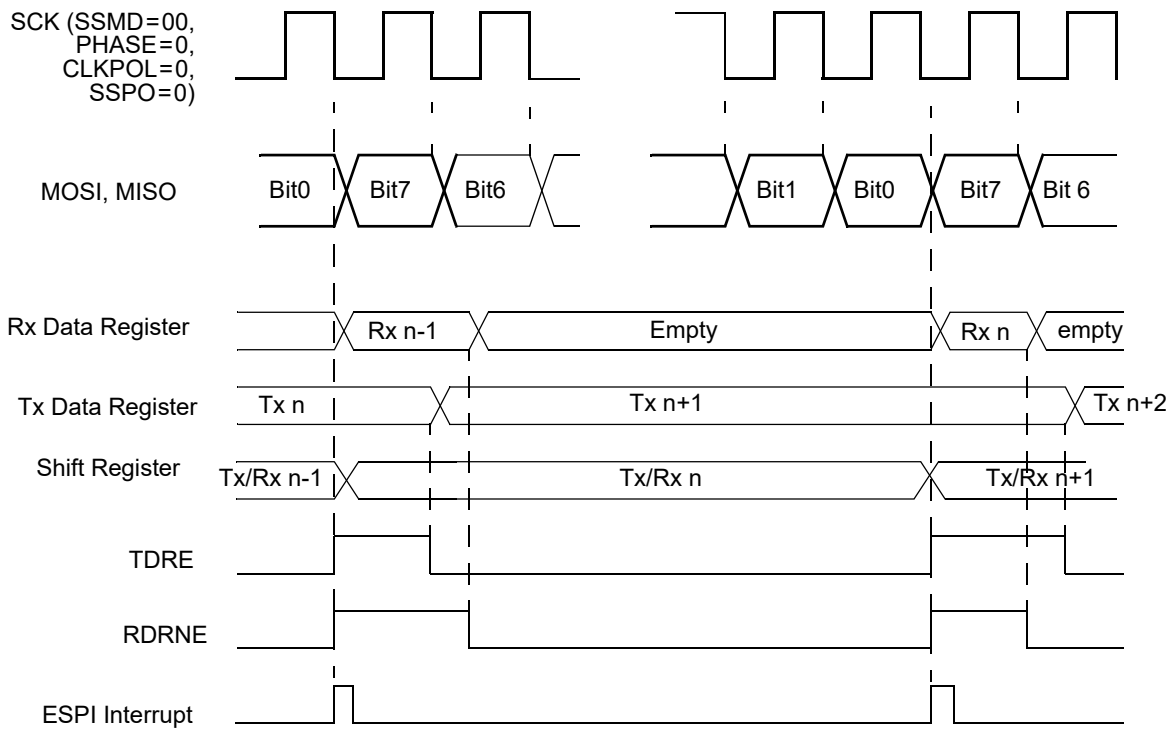 SCK (SSMD=00,
PHASE=0,
CLKPOL=0,
SSPO=0)
MOSI, MISO
Bit0
Bit7
Bit6
Bit1
Bit0
Bit7
Bit 6
Rx Data Register
Rx n-1
Empty
Rx n
empty
Tx Data Register
Tx n
Tx n+1
Tx n+2
Shift Register
Tx/Rx n-1
Tx/Rx n
Tx/Rx n+1
TDRE
RDRNE
ESPI Interrupt